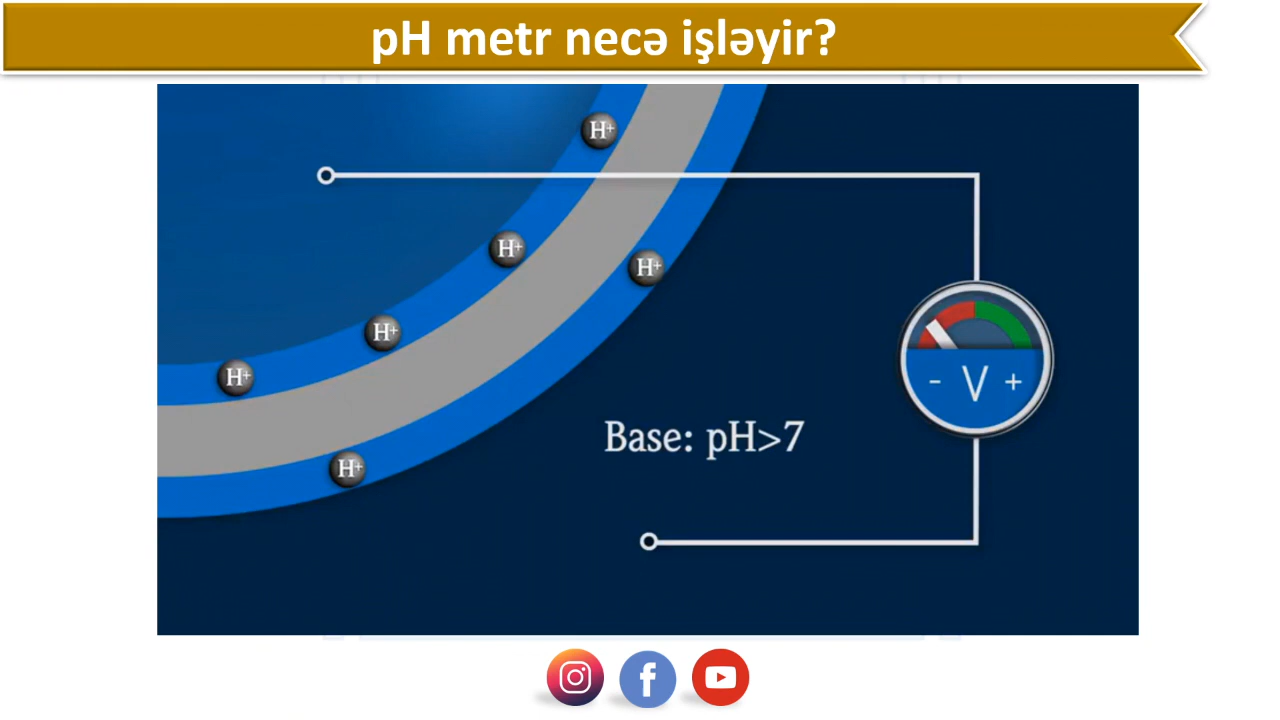 pH metr necə işləyir?
H+
H+
H+
H+
H+
H+
- V +
Base: pH>7